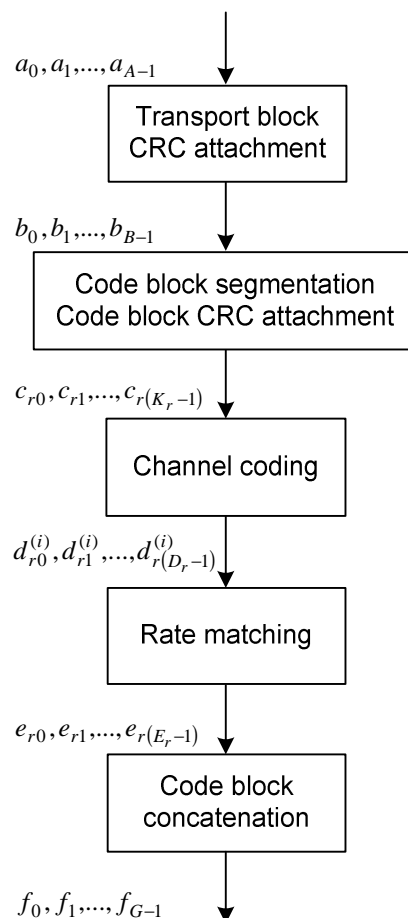 a_0, a_1,..., a_{A-1}
Transport block
CRC attachment
b_0, b_1,..., b_{B-1}
Code block segmentation
Code block CRC attachment
c_{r0}, c_{r1},..., c_{r(K_r-1)}
Channel coding
d_{r0}^{(i)}, d_{r1}^{(i)},..., d_{r(D_r-1)}^{(i)}
Rate matching
e_{r0}, e_{r1},..., e_{r(E_r-1)}
Code block
concatenation
f_0, f_1,..., f_{G-1}